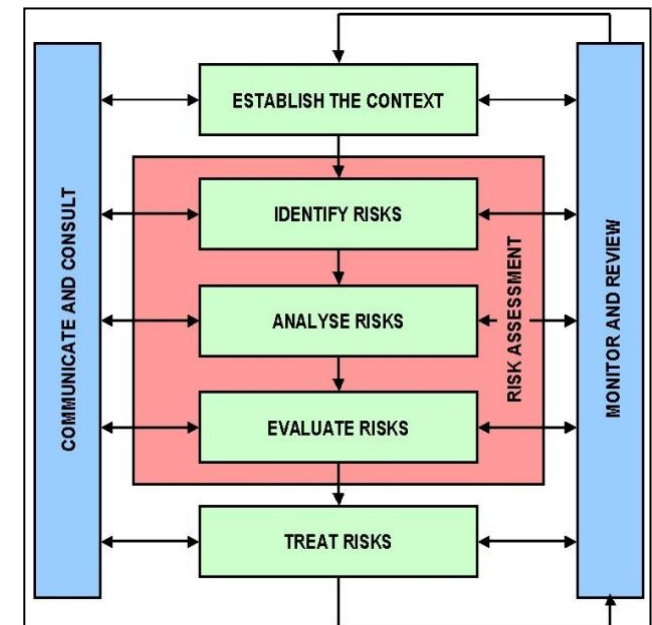 ESTABLISH THE CONTEXT
COMMUNICATE AND CONSULT
IDENTIFY RISKS
ANALYSE RISKS
EVALUATE RISKS
RISK ASSESSMENT
MONITOR AND REVIEW
TREAT RISKS